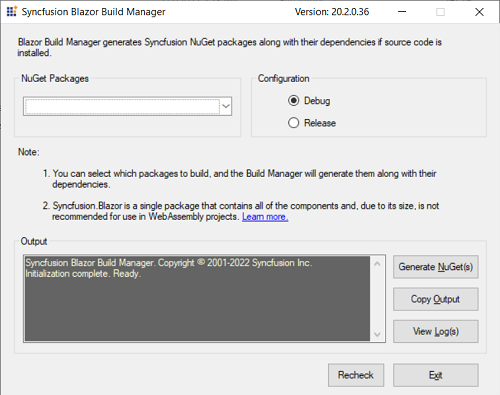 Syncfusion Blazor Build Manager Version: 20.2.0.36
Blazor Build Manager generates Syncfusion NuGet packages along with their dependencies if source code is
installed.
NuGet Packages
Configuration
Debug
Release
Note:
1. You can select which packages to build, and the Build Manager will generate them along with their
dependencies.
2. Syncfusion.Blazor is a single package that contains all of the components and, due to its size, is not
recommended for use in WebAssembly projects. Learn more.
Output
Syncfusion Blazor Build Manager. Copyright © 2001-2022 Syncfusion Inc.
Initialization complete. Ready.
Generate NuGet(s)
Copy Output
View Log(s)
Recheck
Exit